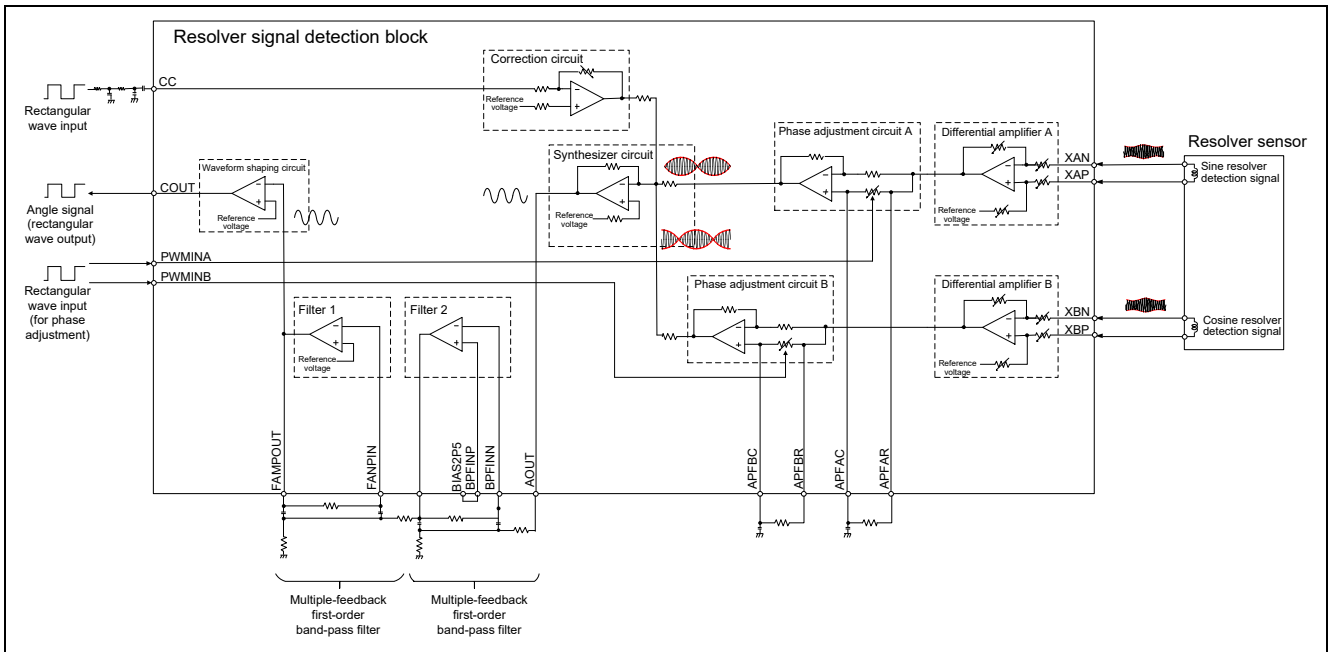 Resolver signal detection block
Correction circuit
CC
Reference
voltage
Rectangular
wave input
Phase adjustment circuit A
Differential amplifier A
Resolver sensor
Synthesizer circuit
Waveform shaping circuit
XAN
XAP
Sine resolver
detection signal
COUT
Reference
voltage
Reference
voltage
Reference
voltage
Angle signal
(rectangular
wave output)
PWMINA
PWMINB
Rectangular
wave input
(for phase
adjustment)
Phase adjustment circuit B
Differential amplifier B
Filter 1
Filter 2
XBN
XBP
Cosine resolver
detection signal
Reference
voltage
Reference
voltage
FAMPOUT
FANPIN
BIAS2P5
BPFINP
BPFINN
AOUT
APFBC
APFBR
APFAC
APFAR
Multiple-feedback
first-order
band-pass filter
Multiple-feedback
first-order
band-pass filter